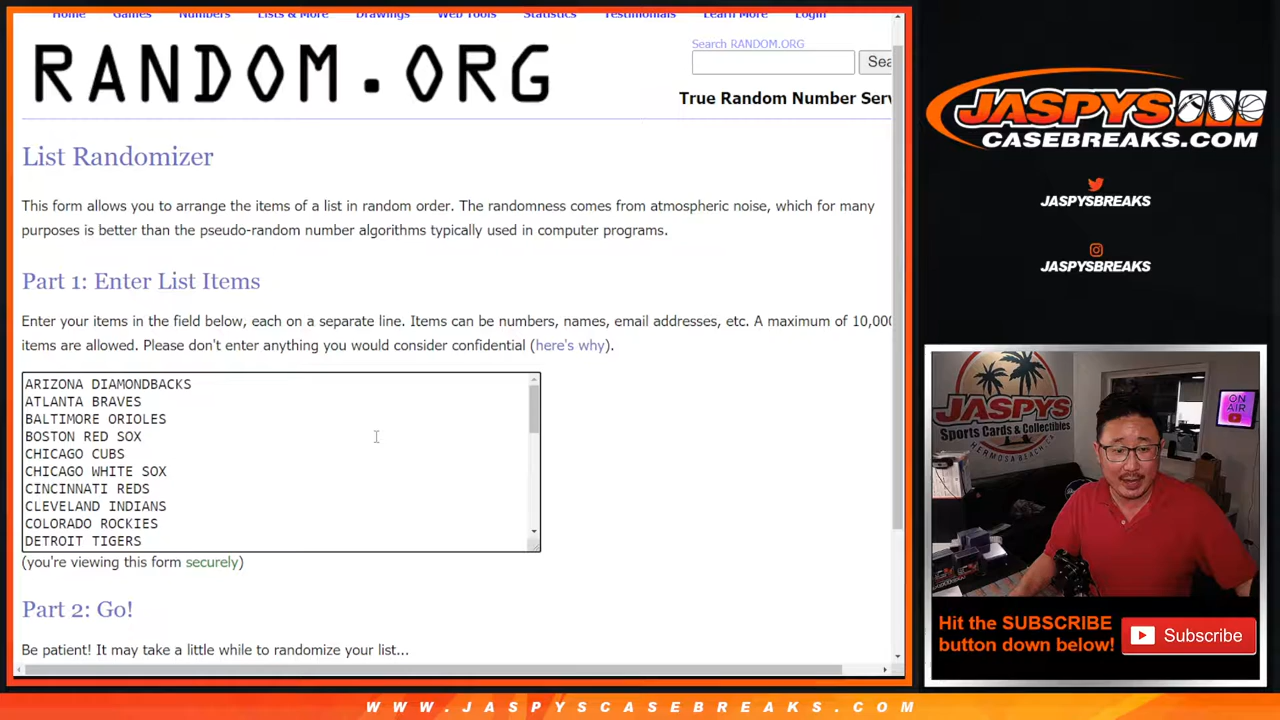 Home Games Numbers Lists & More Drawings Web Tools Statistics Testimonials Learn More Login
RANDOM.ORG
Search RANDOM.ORG
Sea
True Random Number Serv
List Randomizer
This form allows you to arrange the items of a list in random order. The randomness comes from atmospheric noise, which for many
purposes is better than the pseudo-random number algorithms typically used in computer programs.
Part 1: Enter List Items
Enter your items in the field below, each on a separate line. Items can be numbers, names, email addresses, etc. A maximum of 10,000
items are allowed. Please don't enter anything you would consider confidential (here's why).
ARIZONA DIAMONDBACKS
ATLANTA BRAVES
BALTIMORE ORIOLES
BOSTON RED SOX
CHICAGO CUBS
CHICAGO WHITE SOX
CINCINNATI REDS
CLEVELAND INDIANS
COLORADO ROCKIES
DETROIT TIGERS
(you're viewing this form securely)
Part 2: Go!
Be patient! It may take a little while to randomize your list...
JASPYS
CASEBREAKS.COM
JASPYSBREAKS
JASPYSBREAKS
JASPYS
Sports Cards & Collectibles
HERMOSA BEACH, CA
ON AIR
Hit the SUBSCRIBE
button down below!
Subscribe
WWW.JASPYSCASEBREAKS.COM